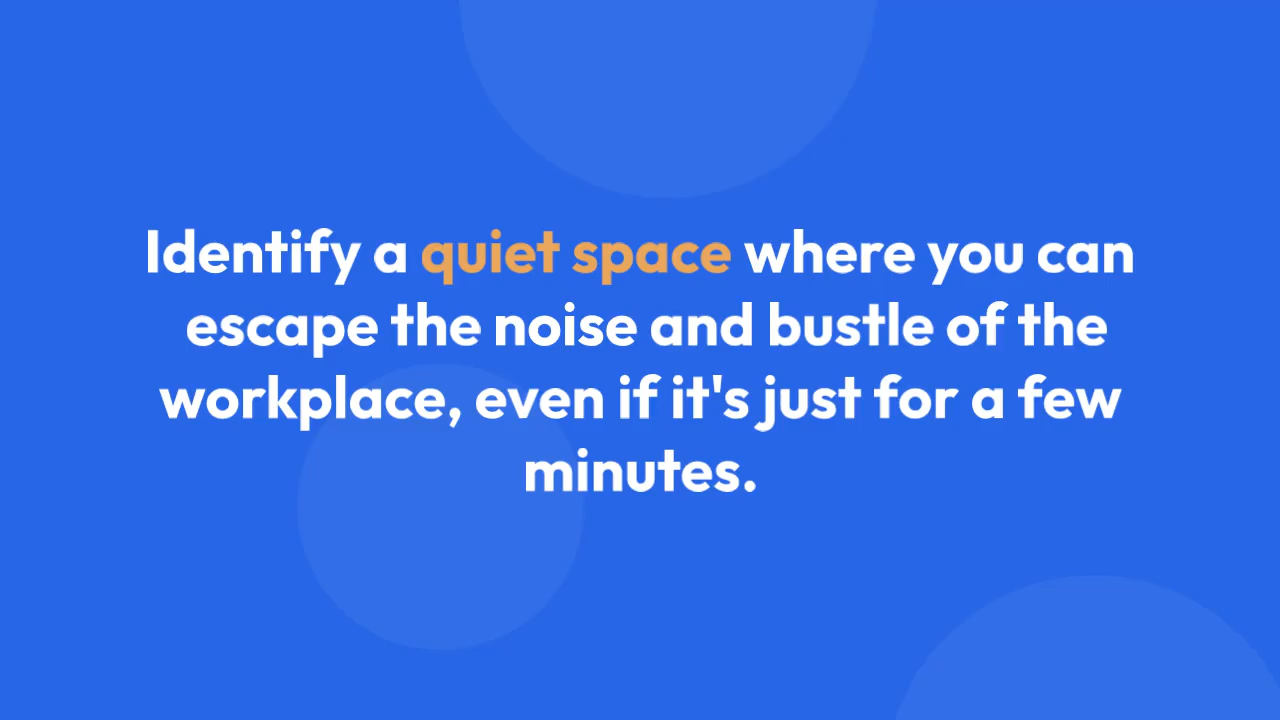 Identify a quiet space where you can
escape the noise and bustle of the
workplace, even if it's just for a few
minutes.